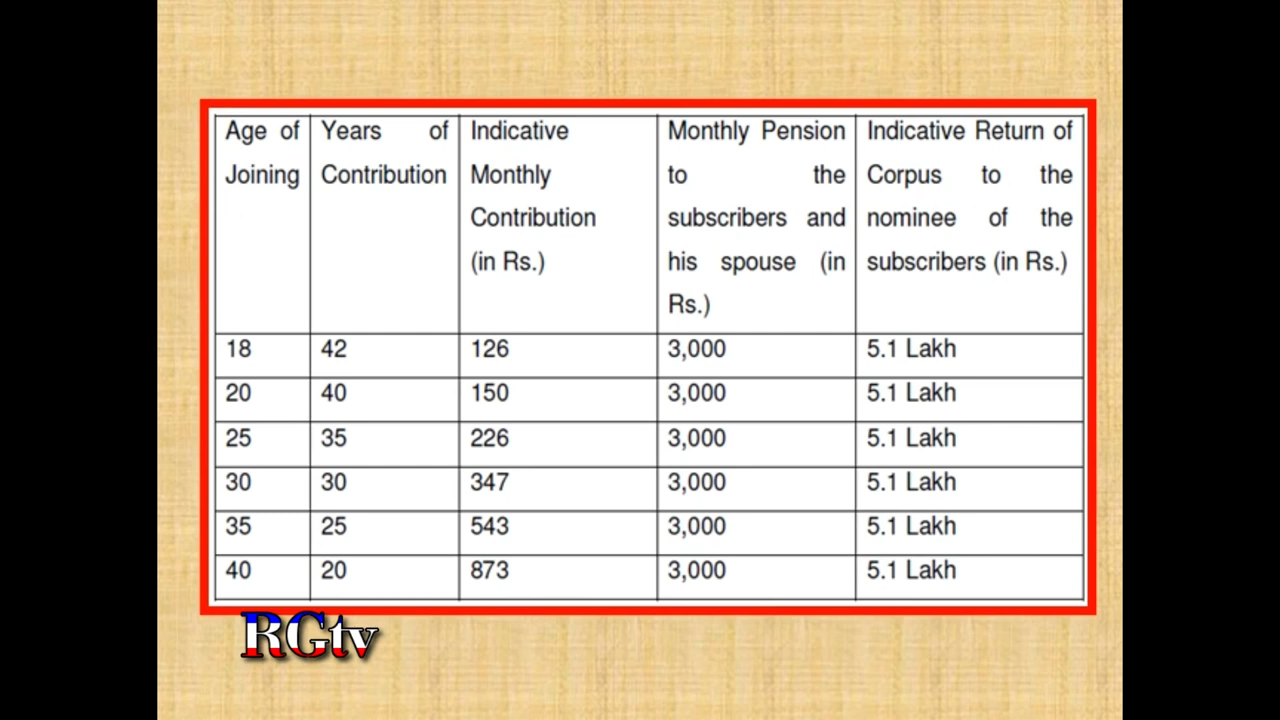 Age of Joining
Years of Contribution
Indicative Monthly Contribution (in Rs.)
Monthly Pension to the subscribers and his spouse (in Rs.)
Indicative Return of Corpus to the nominee of the subscribers (in Rs.)
18 42 126 3,000 5.1 Lakh
20 40 150 3,000 5.1 Lakh
25 35 226 3,000 5.1 Lakh
30 30 347 3,000 5.1 Lakh
35 25 543 3,000 5.1 Lakh
40 20 873 3,000 5.1 Lakh
RGtv